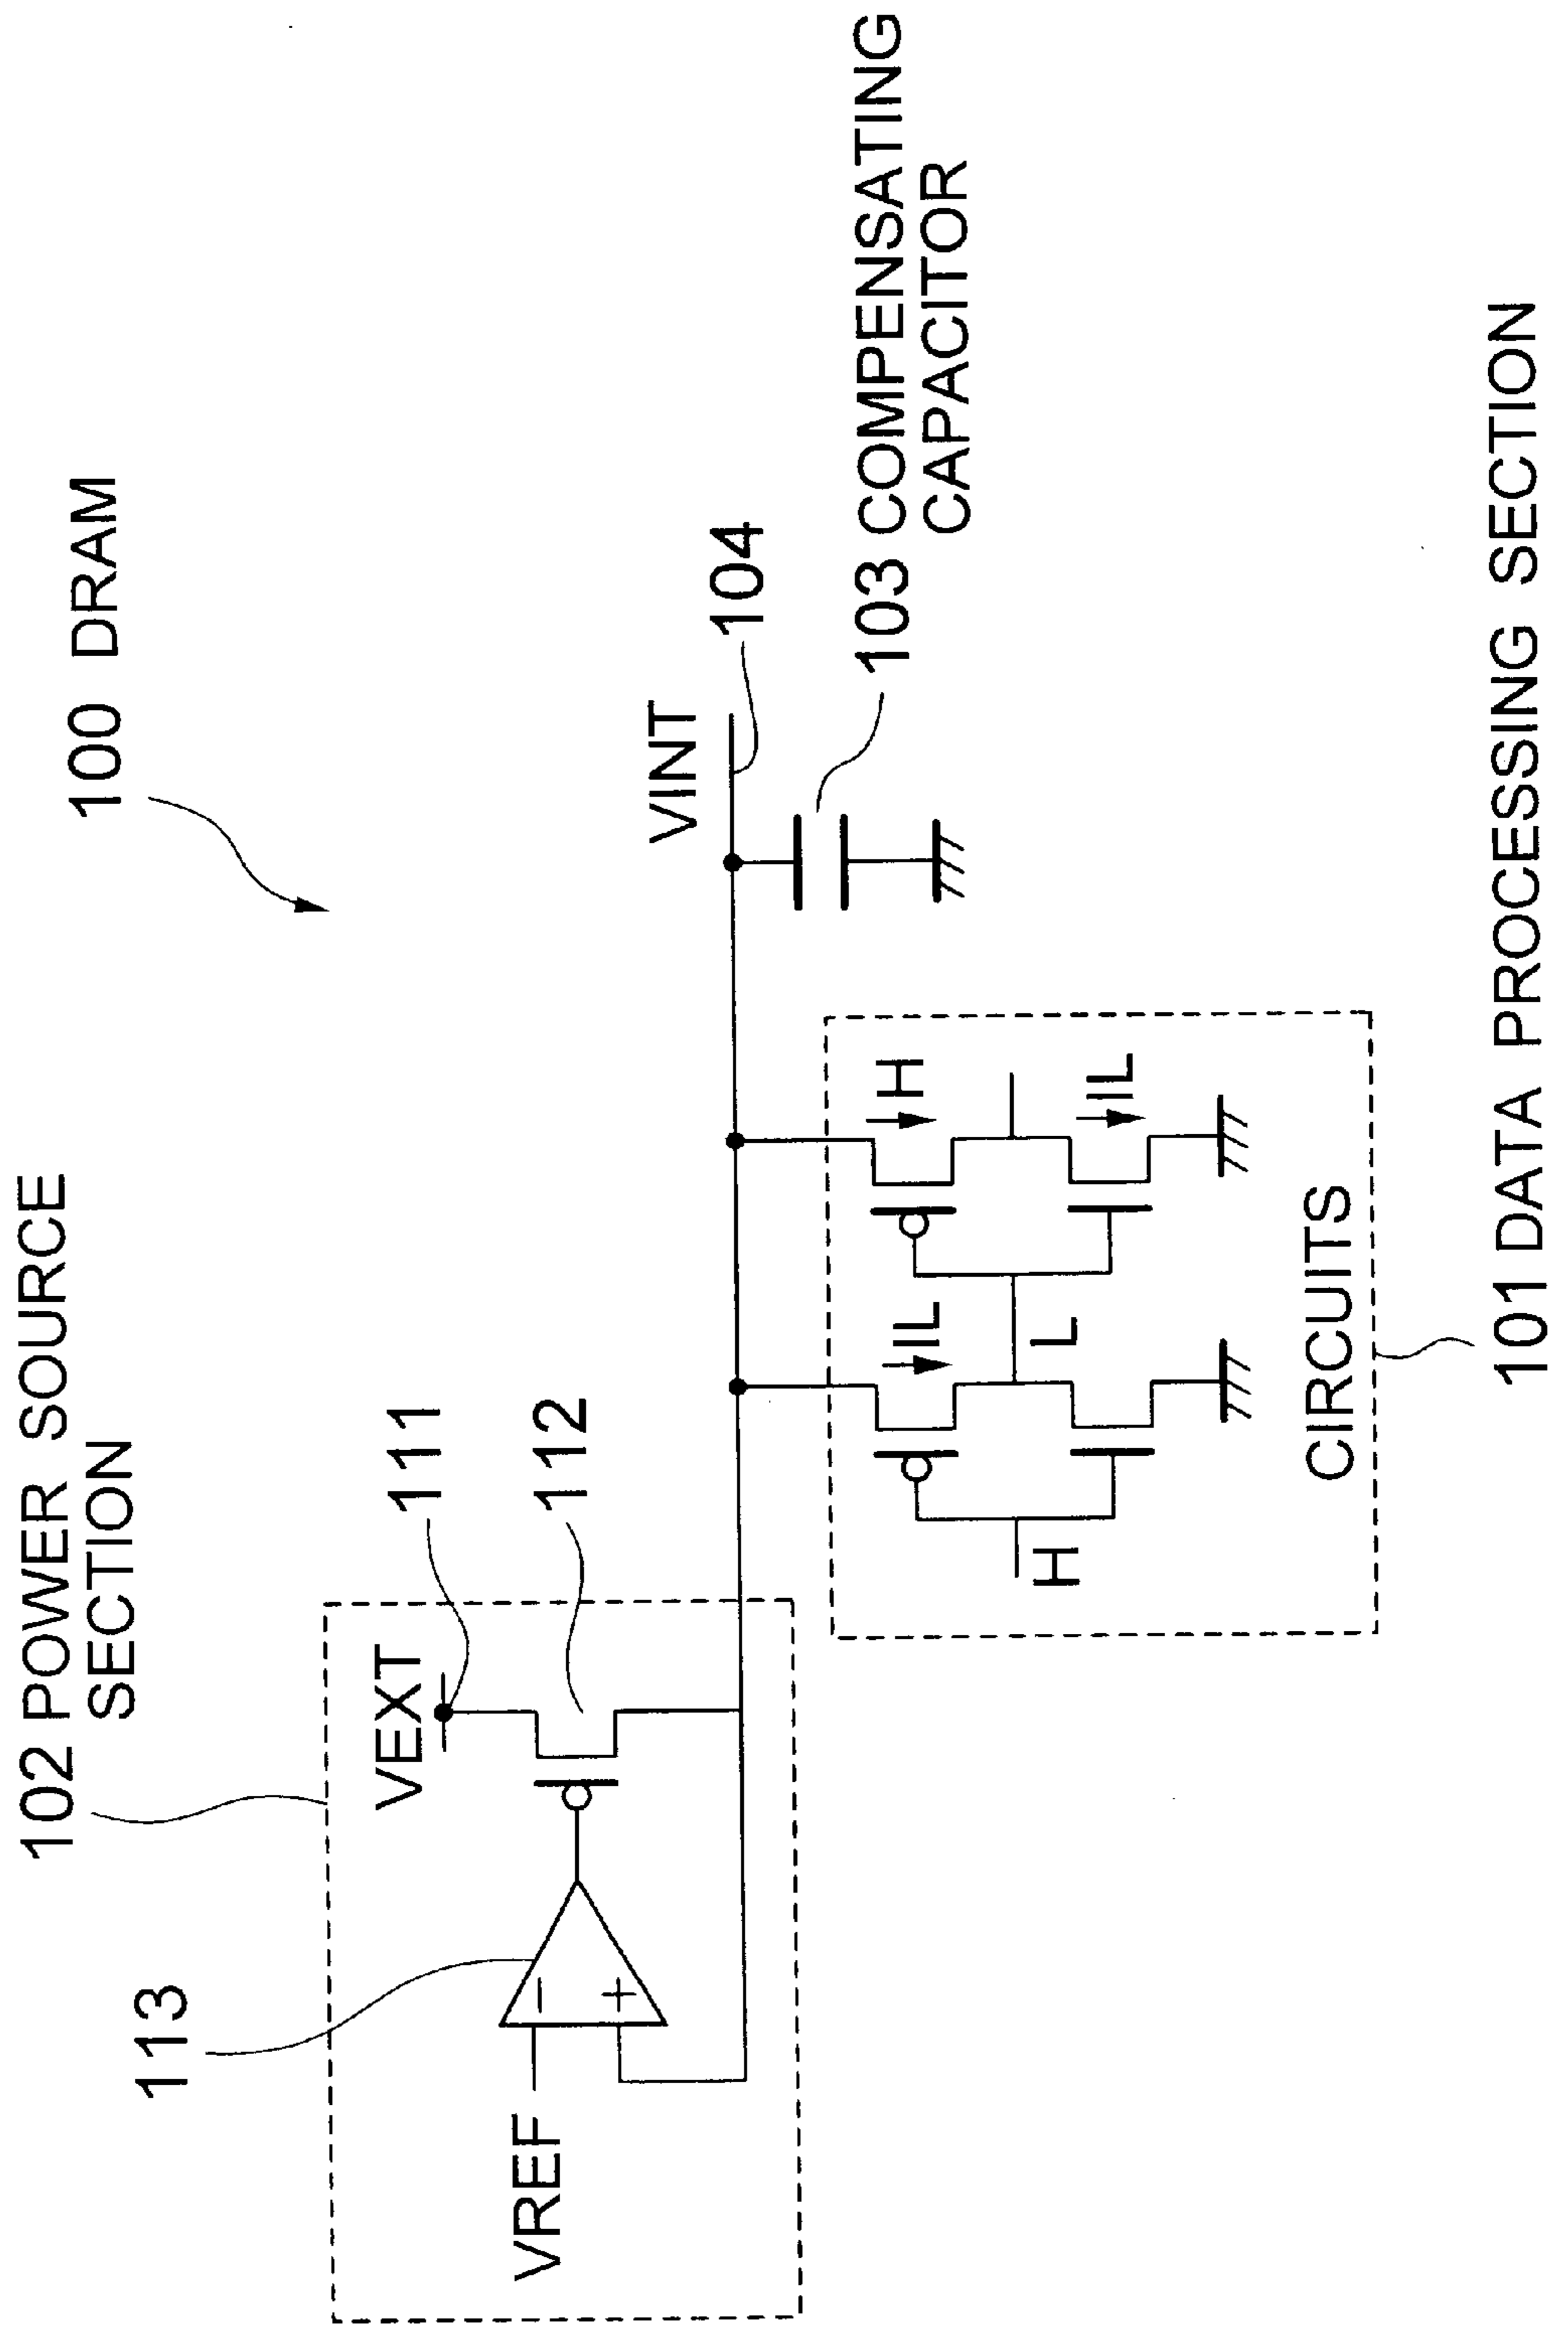 100 DRAM
102 POWER SOURCE
SECTION
113
111
112
VEXT
VREF
−
+
VINT
104
103 COMPENSATING
CAPACITOR
IL
H
H
L
IL
CIRCUITS
101 DATA PROCESSING SECTION